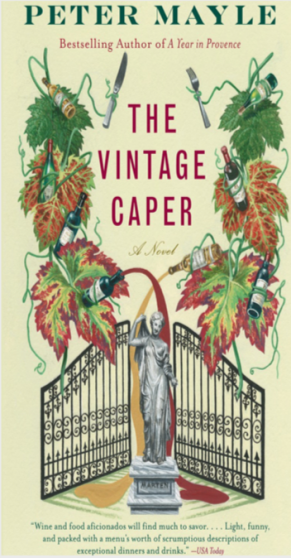 PETER MAYLE
Bestselling Author of A Year in Provence
THE
VINTAGE
CAPER
A Novel
"Wine and food aficionados will find much to savor. . . . Light, funny,
and packed with a menu's worth of scrumptious descriptions of
exceptional dinners and drinks." —USA Today